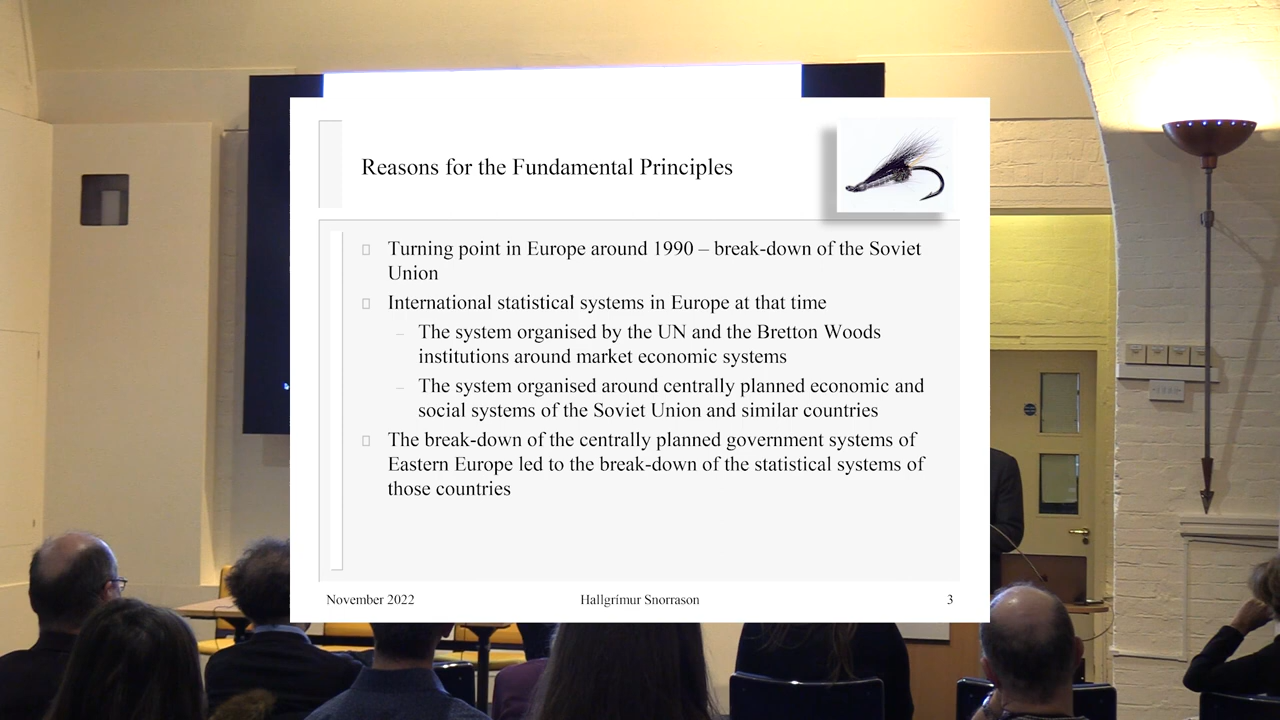 Reasons for the Fundamental Principles
Turning point in Europe around 1990 – break-down of the Soviet
Union
International statistical systems in Europe at that time
– The system organised by the UN and the Bretton Woods
institutions around market economic systems
– The system organised around centrally planned economic and
social systems of the Soviet Union and similar countries
The break-down of the centrally planned government systems of
Eastern Europe led to the break-down of the statistical systems of
those countries
November 2022
Hallgrímur Snorrason
3